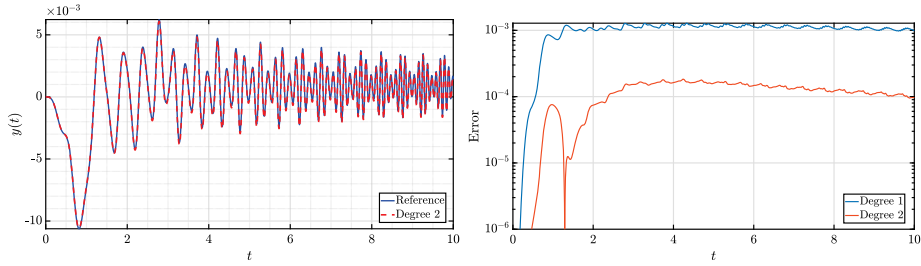 ×10⁻³
5
0
-5
-10
y(t)
0 2 4 6 8 10
t
Reference
Degree 2
10⁻³
10⁻⁴
10⁻⁵
10⁻⁶
Error
0 2 4 6 8 10
t
Degree 1
Degree 2